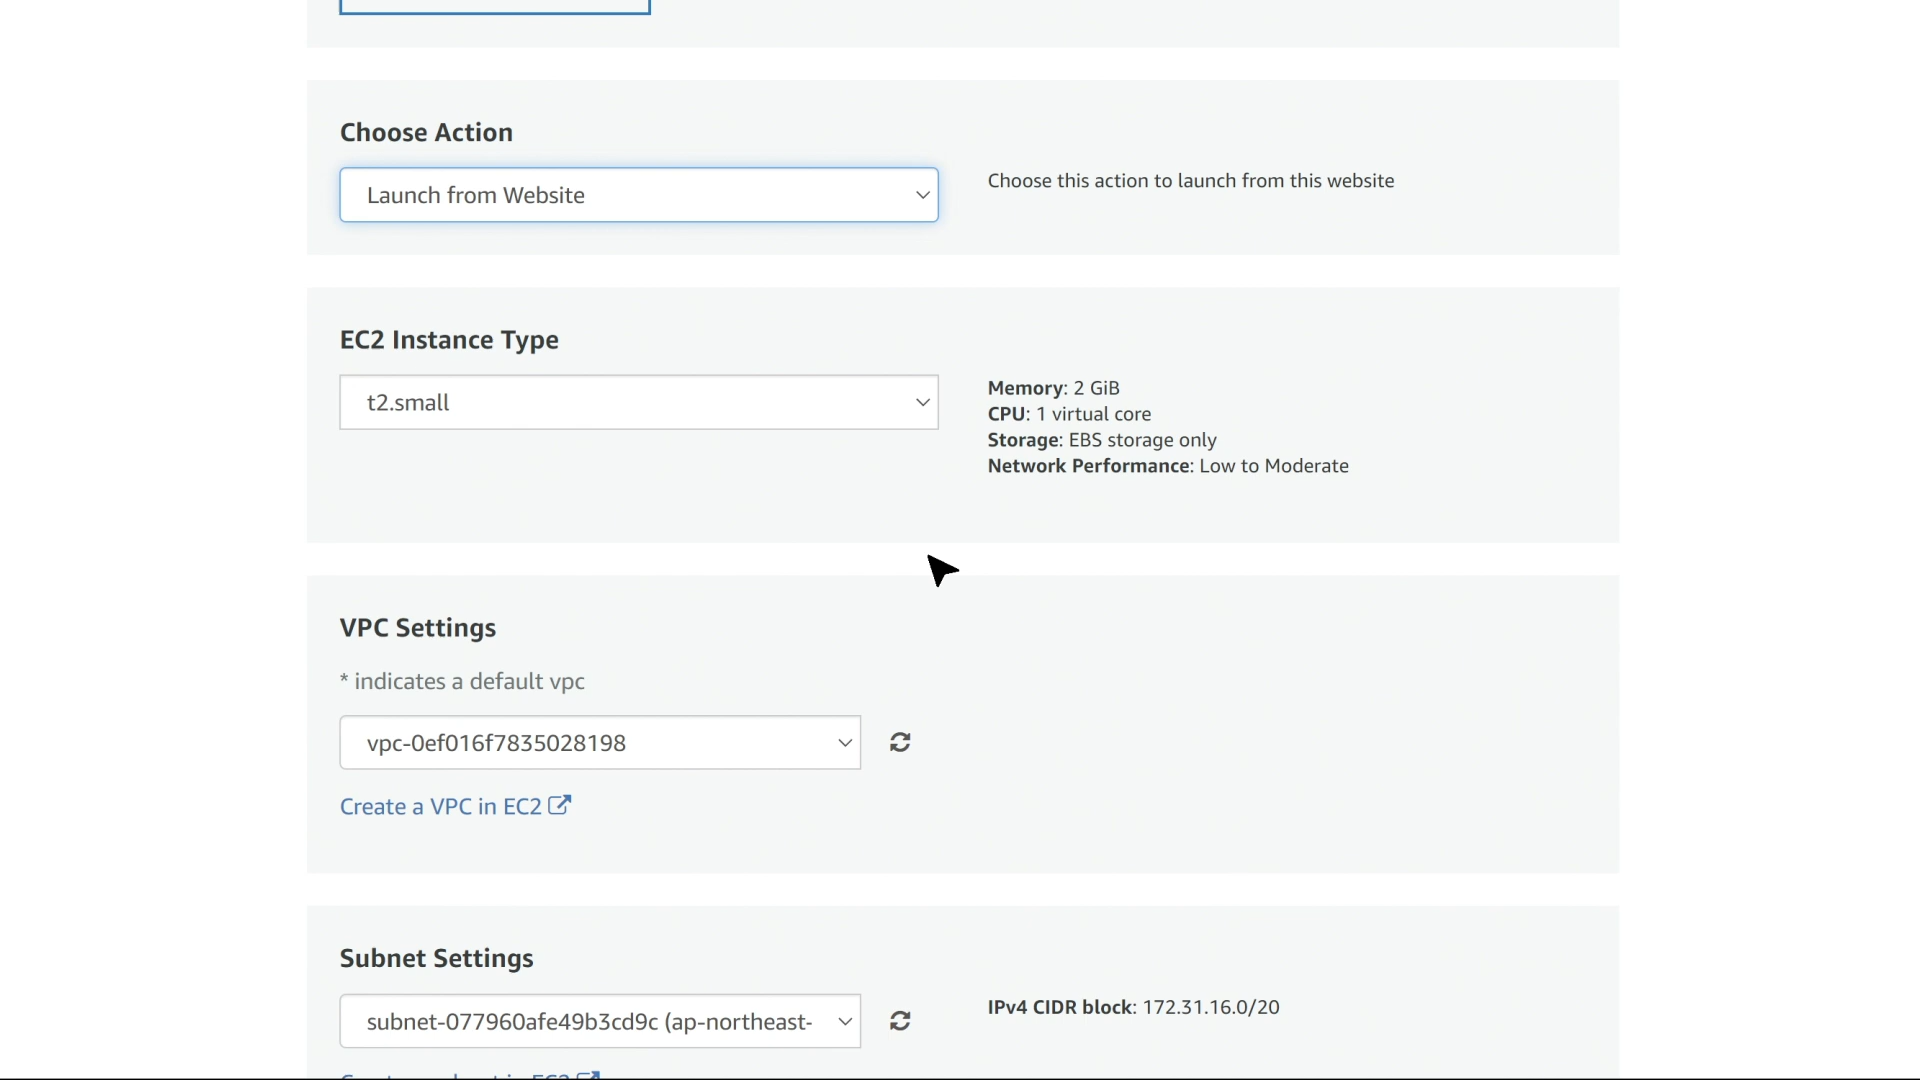 Choose Action
Launch from Website
Choose this action to launch from this website
EC2 Instance Type
t2.small
Memory: 2 GiB
CPU: 1 virtual core
Storage: EBS storage only
Network Performance: Low to Moderate
VPC Settings
* indicates a default vpc
vpc-0ef016f7835028198
Create a VPC in EC2
Subnet Settings
subnet-077960afe49b3cd9c (ap-northeast-
IPv4 CIDR block: 172.31.16.0/20